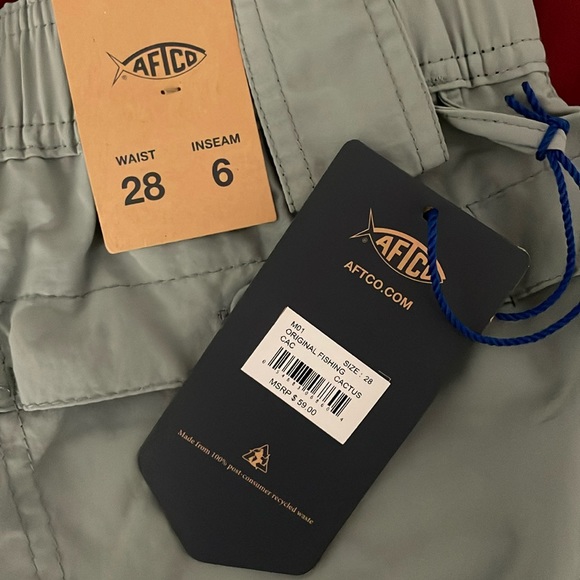 AFTCO
WAIST INSEAM
28 6
AFTCO
AFTCO.COM
M01
ORIGINAL FISHING SIZE : 28
CAC CACTUS
MSRP $ 59.00
Made from 100% post-consumer recycled waste